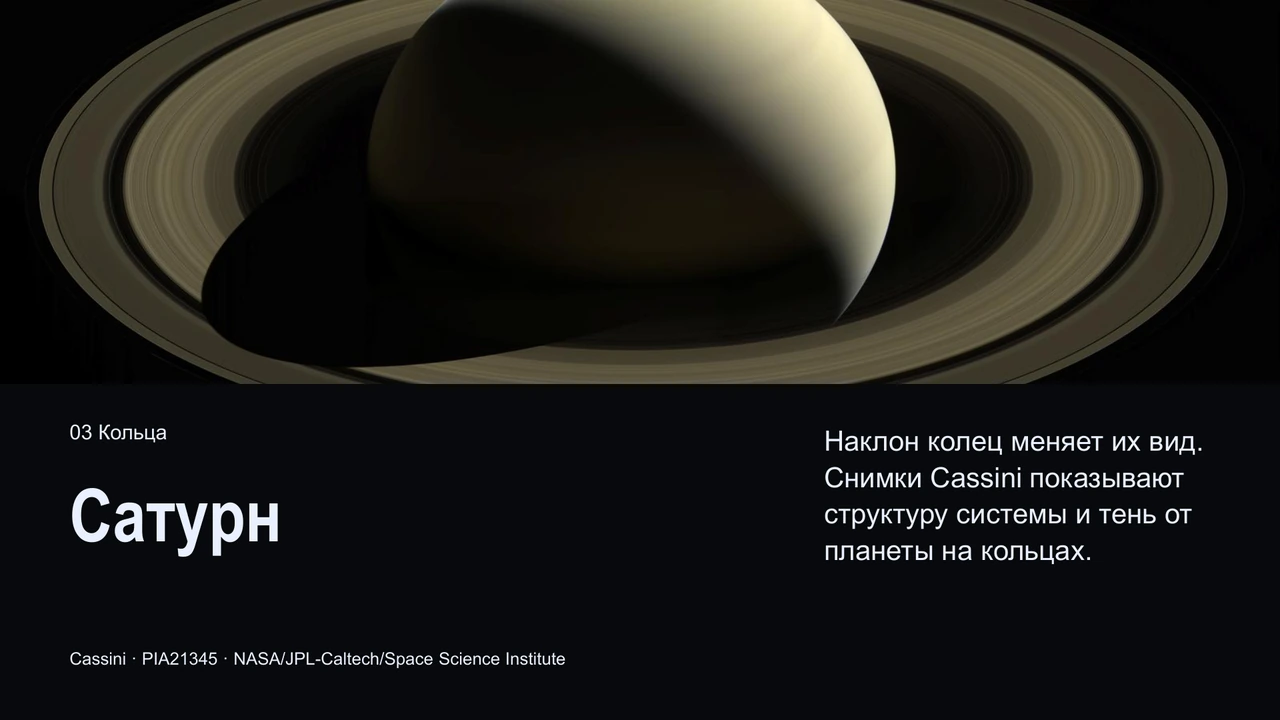 03 Кольца
Сатурн
Наклон колец меняет их вид.
Снимки Cassini показывают
структуру системы и тень от
планеты на кольцах.
Cassini · PIA21345 · NASA/JPL-Caltech/Space Science Institute